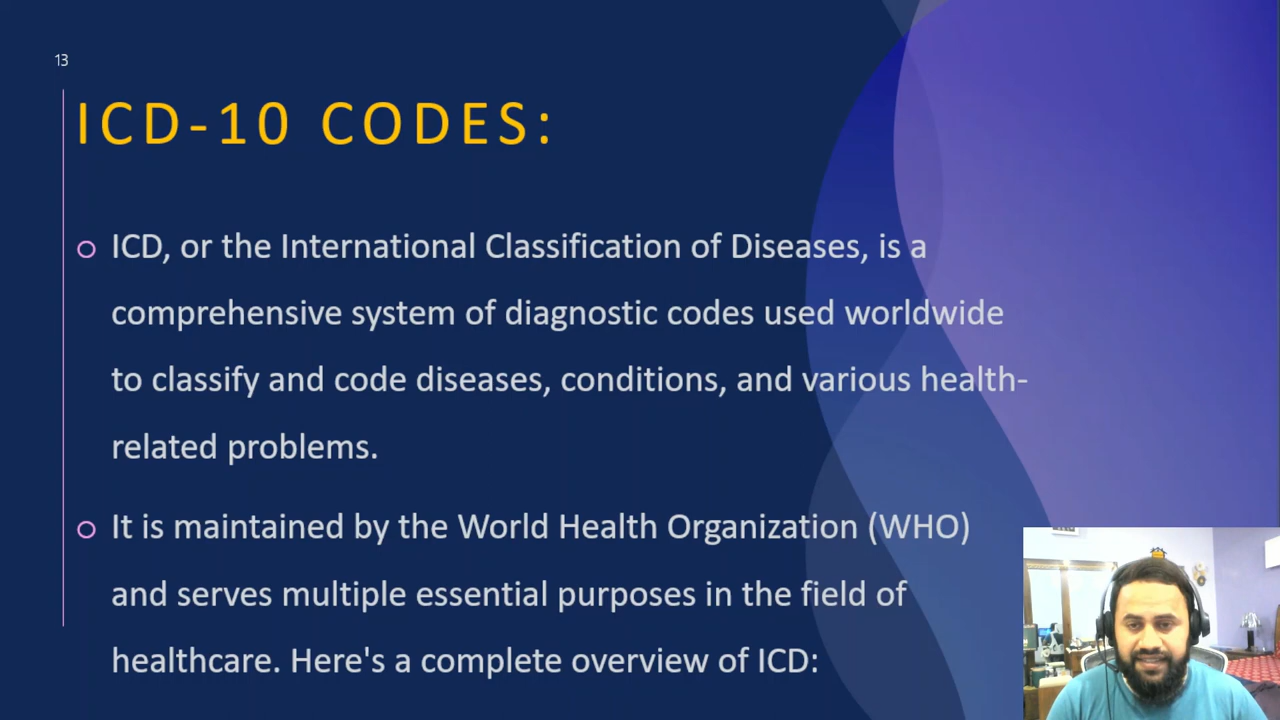 13
ICD-10 CODES:
ICD, or the International Classification of Diseases, is a
comprehensive system of diagnostic codes used worldwide
to classify and code diseases, conditions, and various health-
related problems.
It is maintained by the World Health Organization (WHO)
and serves multiple essential purposes in the field of
healthcare. Here's a complete overview of ICD: